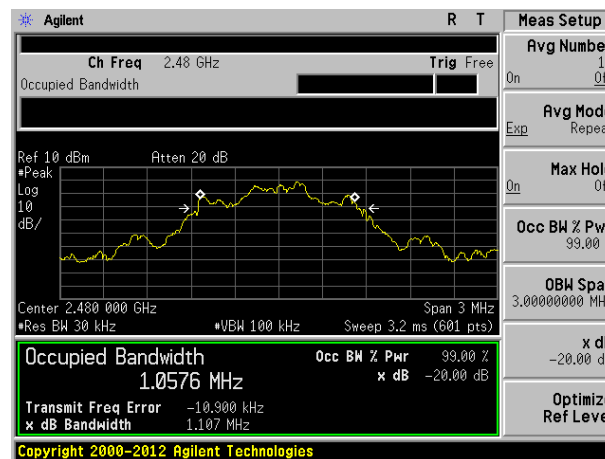 Agilent R T
Ch Freq 2.48 GHz Trig Free
Occupied Bandwidth
Ref 10 dBm Atten 20 dB
#Peak
Log
10
dB/
Center 2.480 000 GHz Span 3 MHz
#Res BW 30 kHz #VBW 100 kHz Sweep 3.2 ms (601 pts)
Occupied Bandwidth Occ BW % Pwr 99.00 %
1.0576 MHz x dB -20.00 dB
Transmit Freq Error -10.900 kHz
x dB Bandwidth 1.107 MHz
Copyright 2000-2012 Agilent Technologies
Meas Setup
Avg Numbe
1
On Of
Avg Mod
Exp Repea
Max Hol
On Of
Occ BW % Pw
99.00
OBW Spa
3.00000000 MH
x d
-20.00 d
Optimiz
Ref Leve